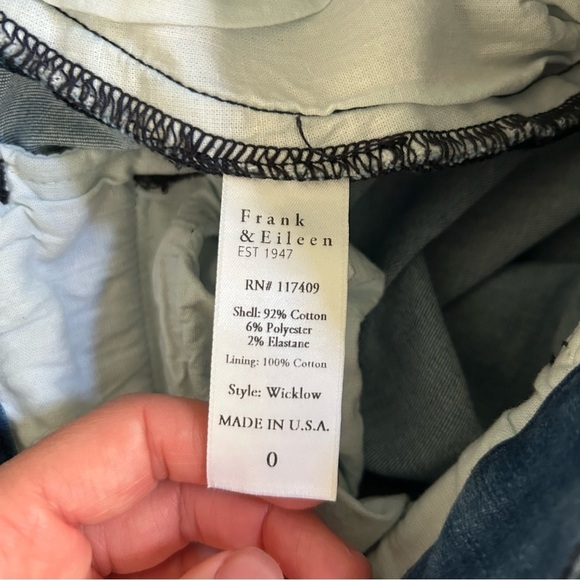 Frank
& Eileen
EST 1947
RN# 117409
Shell: 92% Cotton
6% Polyester
2% Elastane
Lining: 100% Cotton
Style: Wicklow
MADE IN U.S.A.
0